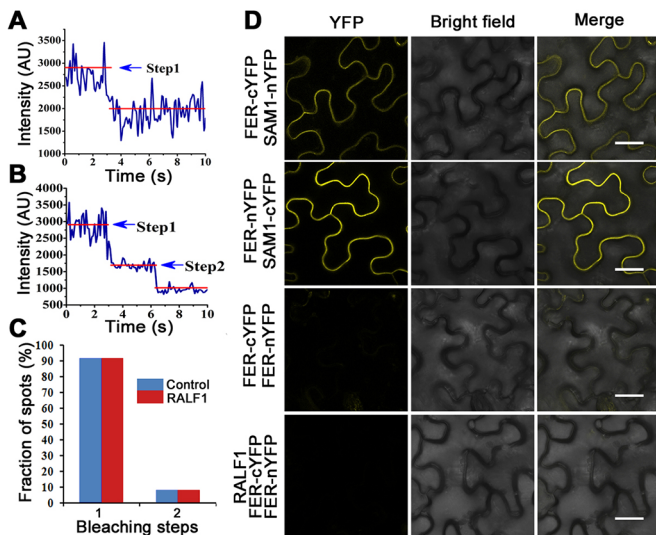 A
Intensity (AU)
3500
3000
2500
2000
1500
1000
Step1
0 2 4 6 8 10
Time (s)
B
Intensity (AU)
4000
3500
3000
2500
2000
1500
1000
500
Step1
Step2
0 2 4 6 8 10
Time (s)
C
Fraction of spots (%)
100
90
80
70
60
50
40
30
20
10
0
Control
RALF1
1 2
Bleaching steps
D
YFP Bright field Merge
FER-cYFP
SAM1-nYFP
FER-nYFP
SAM1-cYFP
FER-cYFP
FER-nYFP
RALF1
FER-cYFP
FER-nYFP